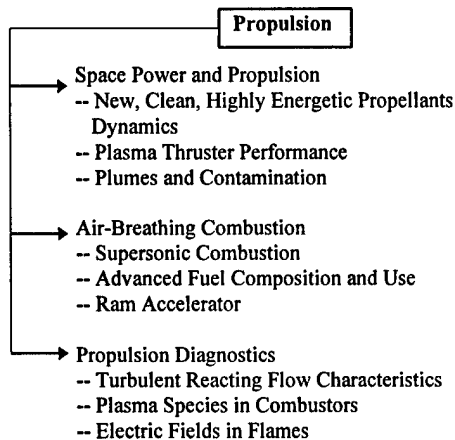 Propulsion
Space Power and Propulsion
-- New, Clean, Highly Energetic Propellants
Dynamics
-- Plasma Thruster Performance
-- Plumes and Contamination
Air-Breathing Combustion
-- Supersonic Combustion
-- Advanced Fuel Composition and Use
-- Ram Accelerator
Propulsion Diagnostics
-- Turbulent Reacting Flow Characteristics
-- Plasma Species in Combustors
-- Electric Fields in Flames